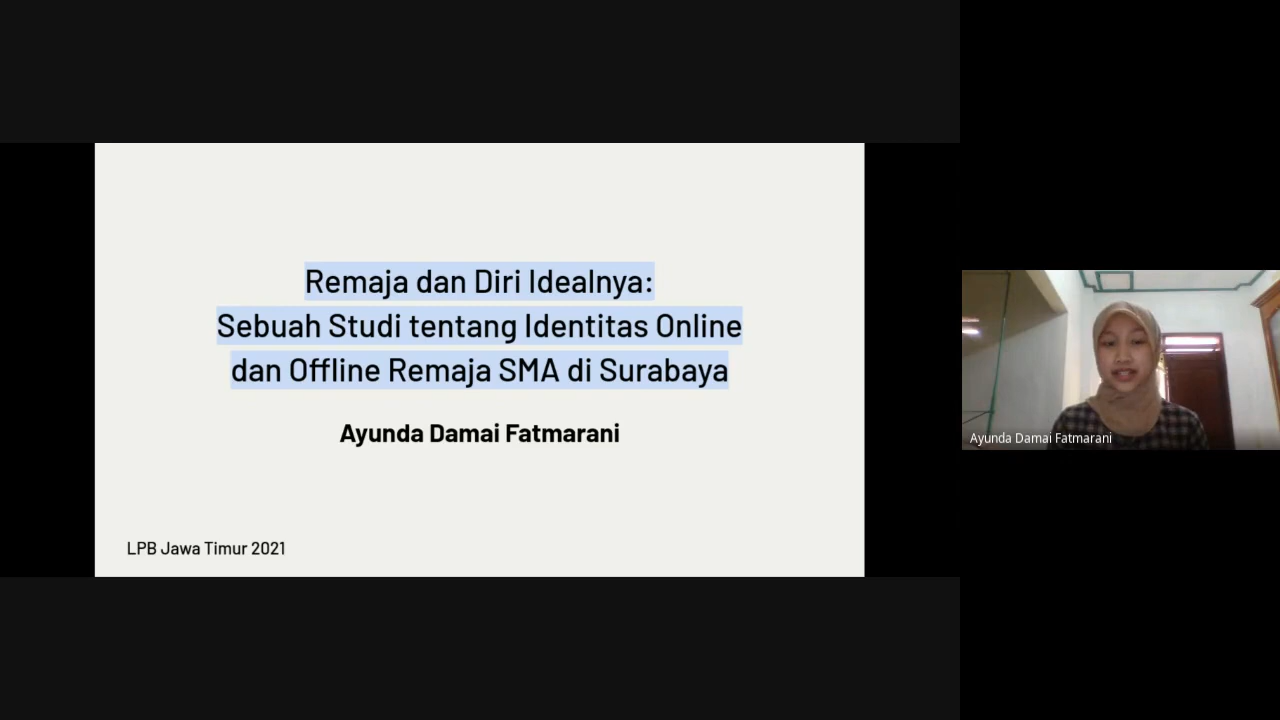 Remaja dan Diri Idealnya:
Sebuah Studi tentang Identitas Online
dan Offline Remaja SMA di Surabaya
Ayunda Damai Fatmarani
LPB Jawa Timur 2021
Ayunda Damai Fatmarani